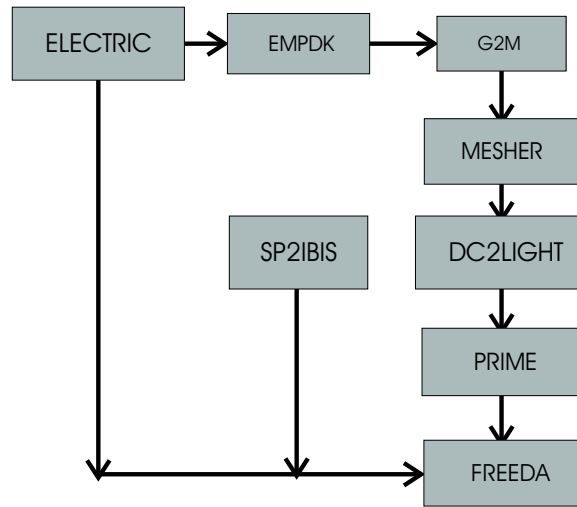 ELECTRIC
EMPDK
G2M
MESHER
SP2IBIS
DC2LIGHT
PRIME
FREEDA